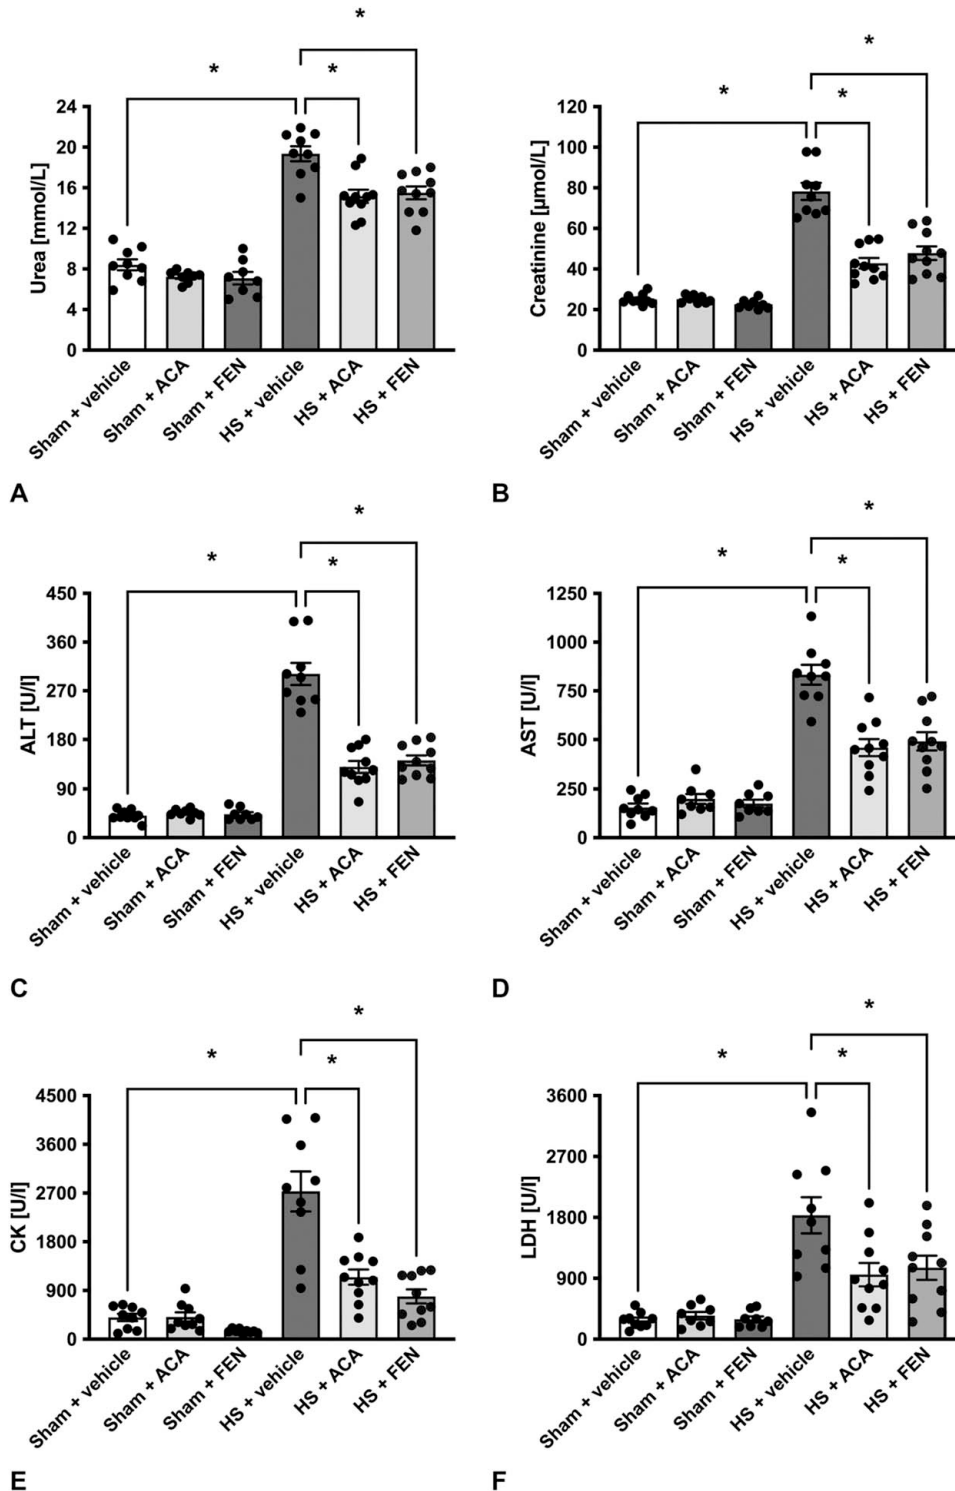 *
*
*
Urea [mmol/L]
24
20
16
12
8
4
0
Sham + vehicle
Sham + ACA
Sham + FEN
HS + vehicle
HS + ACA
HS + FEN
A
*
*
*
Creatinine [µmol/L]
120
100
80
60
40
20
0
Sham + vehicle
Sham + ACA
Sham + FEN
HS + vehicle
HS + ACA
HS + FEN
B
*
*
*
ALT [U/l]
450
360
270
180
90
0
Sham + vehicle
Sham + ACA
Sham + FEN
HS + vehicle
HS + ACA
HS + FEN
C
*
*
*
AST [U/l]
1250
1000
750
500
250
0
Sham + vehicle
Sham + ACA
Sham + FEN
HS + vehicle
HS + ACA
HS + FEN
D
*
*
*
CK [U/l]
4500
3600
2700
1800
900
0
Sham + vehicle
Sham + ACA
Sham + FEN
HS + vehicle
HS + ACA
HS + FEN
E
*
*
*
LDH [U/l]
3600
2700
1800
900
0
Sham + vehicle
Sham + ACA
Sham + FEN
HS + vehicle
HS + ACA
HS + FEN
F